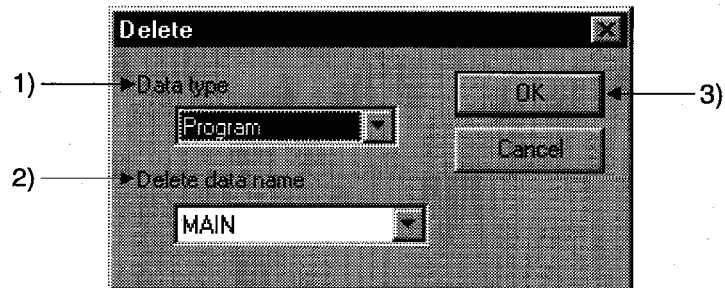 Delete
1) Data type
OK 3)
Program
Cancel
2) Delete data name
MAIN